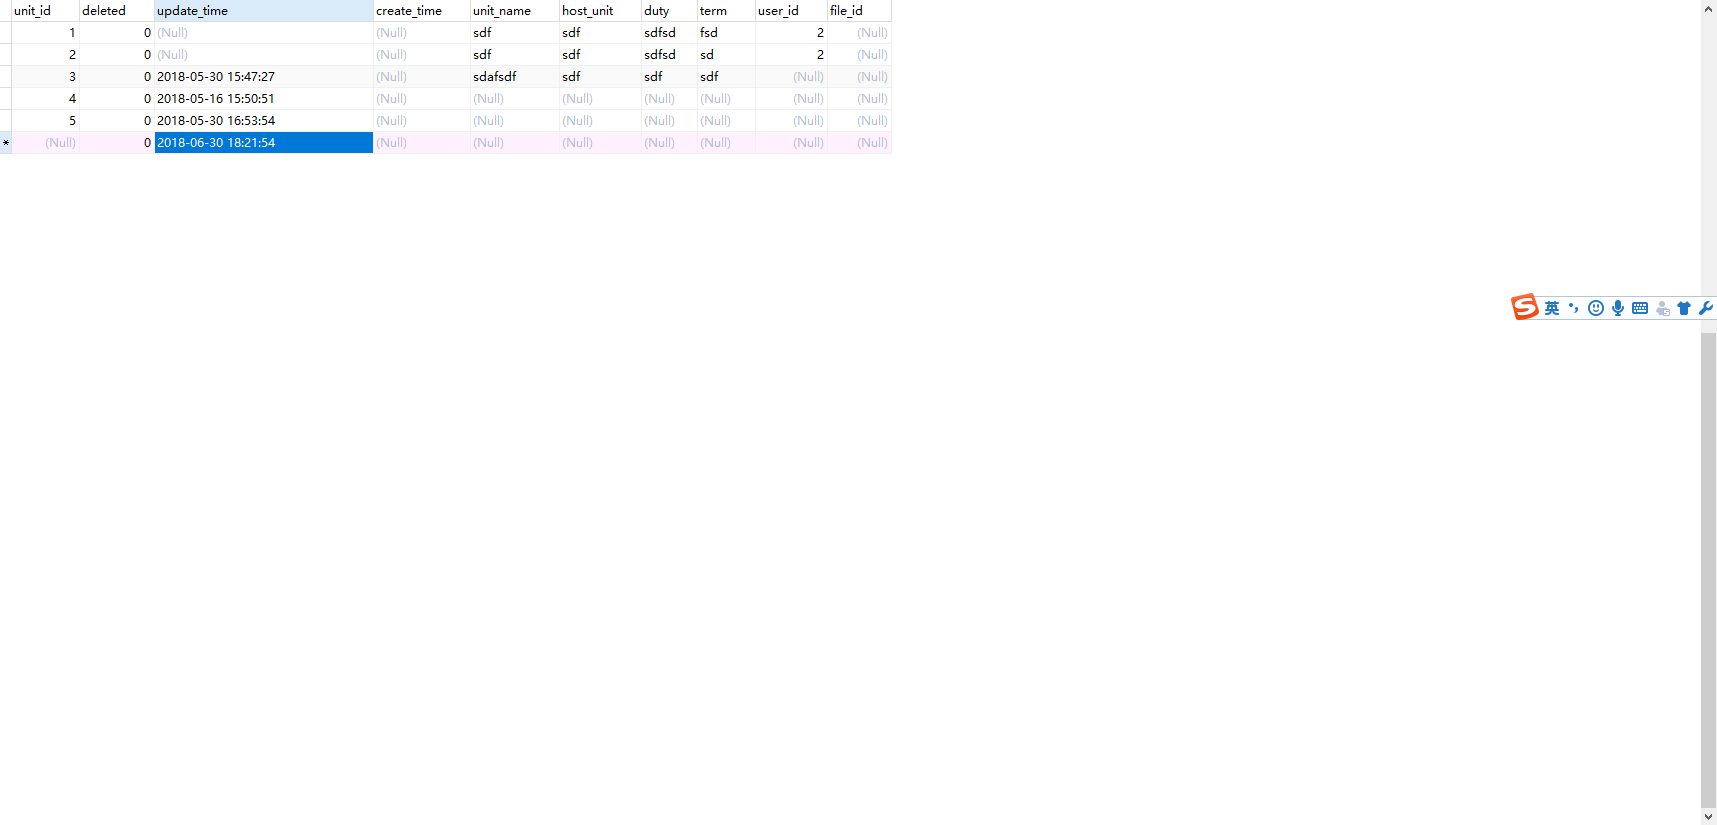 unit_id deleted update_time create_time unit_name host_unit duty term user_id file_id
1 0 (Null) (Null) sdf sdf sdfsd fsd 2 (Null)
2 0 (Null) (Null) sdf sdf sdfsd sd 2 (Null)
3 0 2018-05-30 15:47:27 (Null) sdafsdf sdf sdf sdf (Null) (Null)
4 0 2018-05-16 15:50:51 (Null) (Null) (Null) (Null) (Null) (Null) (Null)
5 0 2018-05-30 16:53:54 (Null) (Null) (Null) (Null) (Null) (Null) (Null)
* (Null) 0 2018-06-30 18:21:54 (Null) (Null) (Null) (Null) (Null) (Null) (Null)
S 英